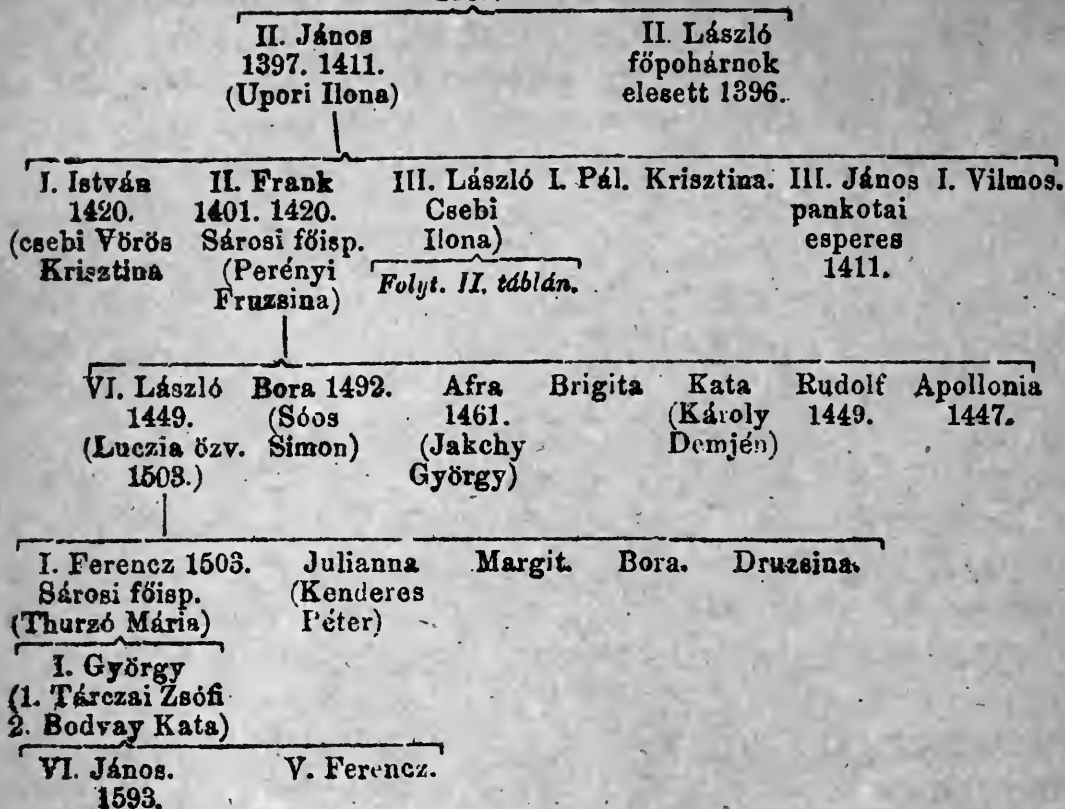 II. János II. László
1397. 1411. főpohárnok
(Upori Ilona) elesett 1396.
I. István II. Frank III. László I. Pál. Krisztina. III. János I. Vilmos.
1420. 1401. 1420. Csebi pankotai
(csebi Vörös Sárosi főisp. Ilona) esperes
Krisztina (Perényi Folyt. II. táblán. 1411.
Fruzsina)
VI. László Bora 1492. Afra Brigita Kata Rudolf Apollonia
1449. (Sóos 1461. (Károly 1449. 1447.
(Luczia özv. Simon) (Jakchy Demjén)
1503.) György)
I. Ferencz 1503. Julianna Margit. Bora. Druzsina.
Sárosi főisp. (Kenderes
(Thurzó Mária) Péter)
I. György
(1. Tárczai Zsófi
2. Bodvay Kata)
VI. János. V. Ferencz.
1593.